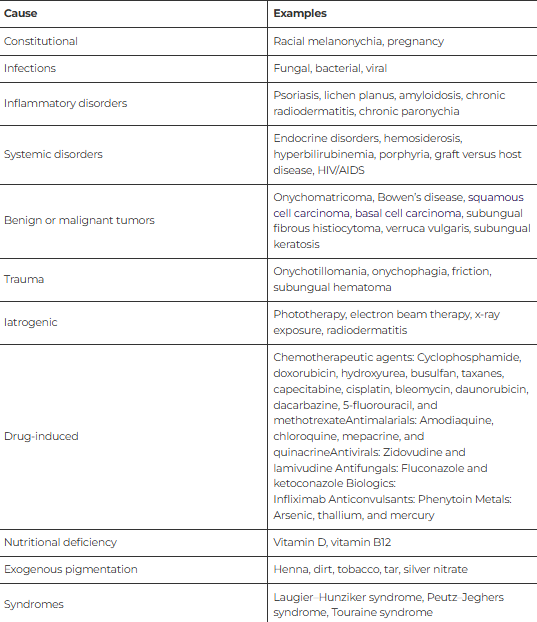 Cause Examples
Constitutional Racial melanonychia, pregnancy
Infections Fungal, bacterial, viral
Inflammatory disorders Psoriasis, lichen planus, amyloidosis, chronic
radiodermatitis, chronic paronychia
Systemic disorders Endocrine disorders, hemosiderosis,
hyperbilirubinemia, porphyria, graft versus host
disease, HIV/AIDS
Benign or malignant tumors Onychomatricoma, Bowen's disease, squamous
cell carcinoma, basal cell carcinoma, subungual
fibrous histiocytoma, verruca vulgaris, subungual
keratosis
Trauma Onychotillomania, onychophagia, friction,
subungual hematoma
Iatrogenic Phototherapy, electron beam therapy, x-ray
exposure, radiodermatitis
Drug-induced Chemotherapeutic agents: Cyclophosphamide,
doxorubicin, hydroxyurea, busulfan, taxanes,
capecitabine, cisplatin, bleomycin, daunorubicin,
dacarbazine, 5-fluorouracil, and
methotrexateAntimalarials: Amodiaquine,
chloroquine, mepacrine, and
quinacrineAntivirals: Zidovudine and
lamivudine Antifungals: Fluconazole and
ketoconazole Biologics:
Infliximab Anticonvulsants: Phenytoin Metals:
Arsenic, thallium, and mercury
Nutritional deficiency Vitamin D, vitamin B12
Exogenous pigmentation Henna, dirt, tobacco, tar, silver nitrate
Syndromes Laugier–Hunziker syndrome, Peutz-Jeghers
syndrome, Touraine syndrome